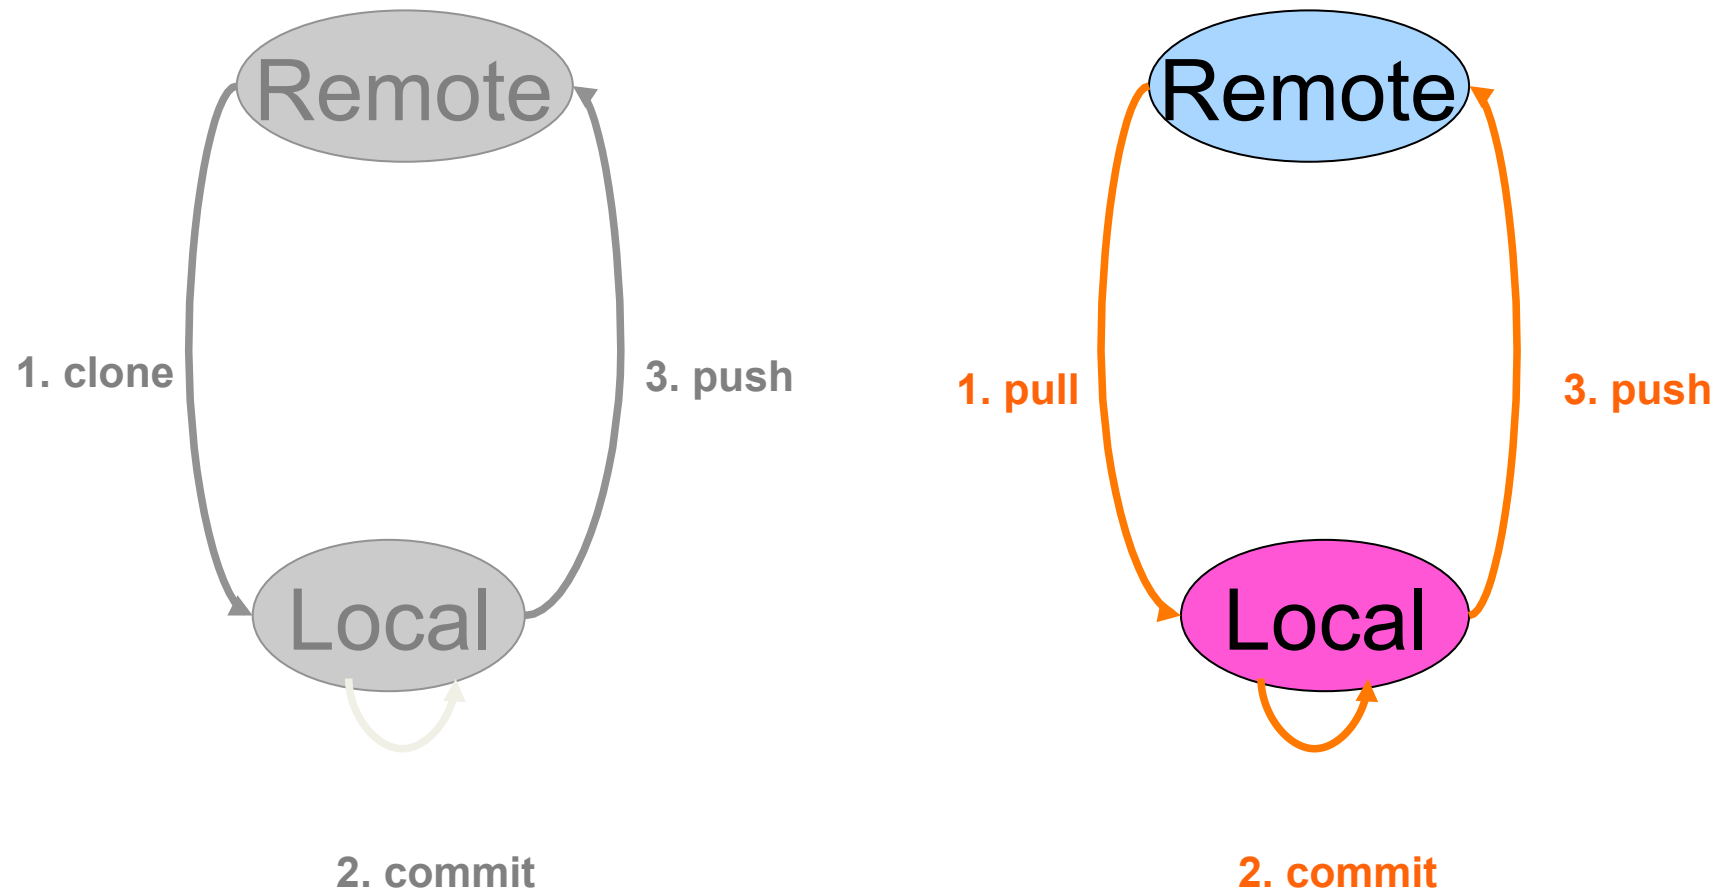 Remote
1. clone
3. push
Local
2. commit
Remote
1. pull
3. push
Local
2. commit